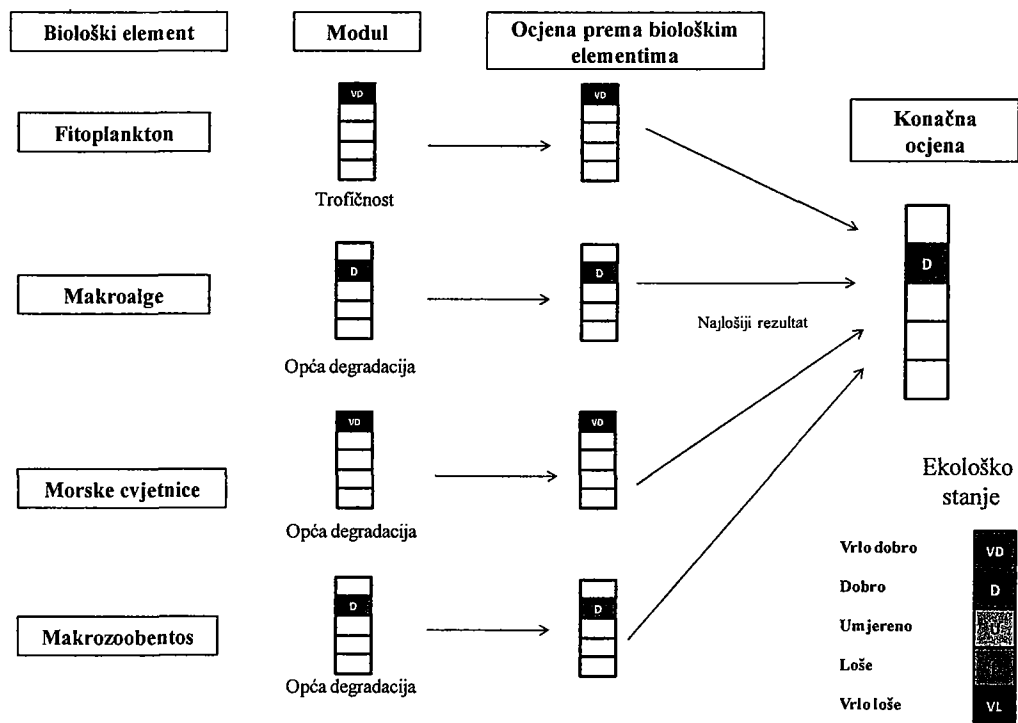 Biološki element
Modul
Ocjena prema biološkim
elementima
Konačna
ocjena
Fitoplankton
VD
VD
Trofičnost
Makroalge
D
D
Opća degradacija
Najlošiji rezultat
D
Morske cvjetnice
VD
VD
Opća degradacija
Makrozoobentos
D
D
Opća degradacija
Ekološko
stanje
Vrlo dobro VD
Dobro D
Umjereno U
Loše
Vrlo loše VL